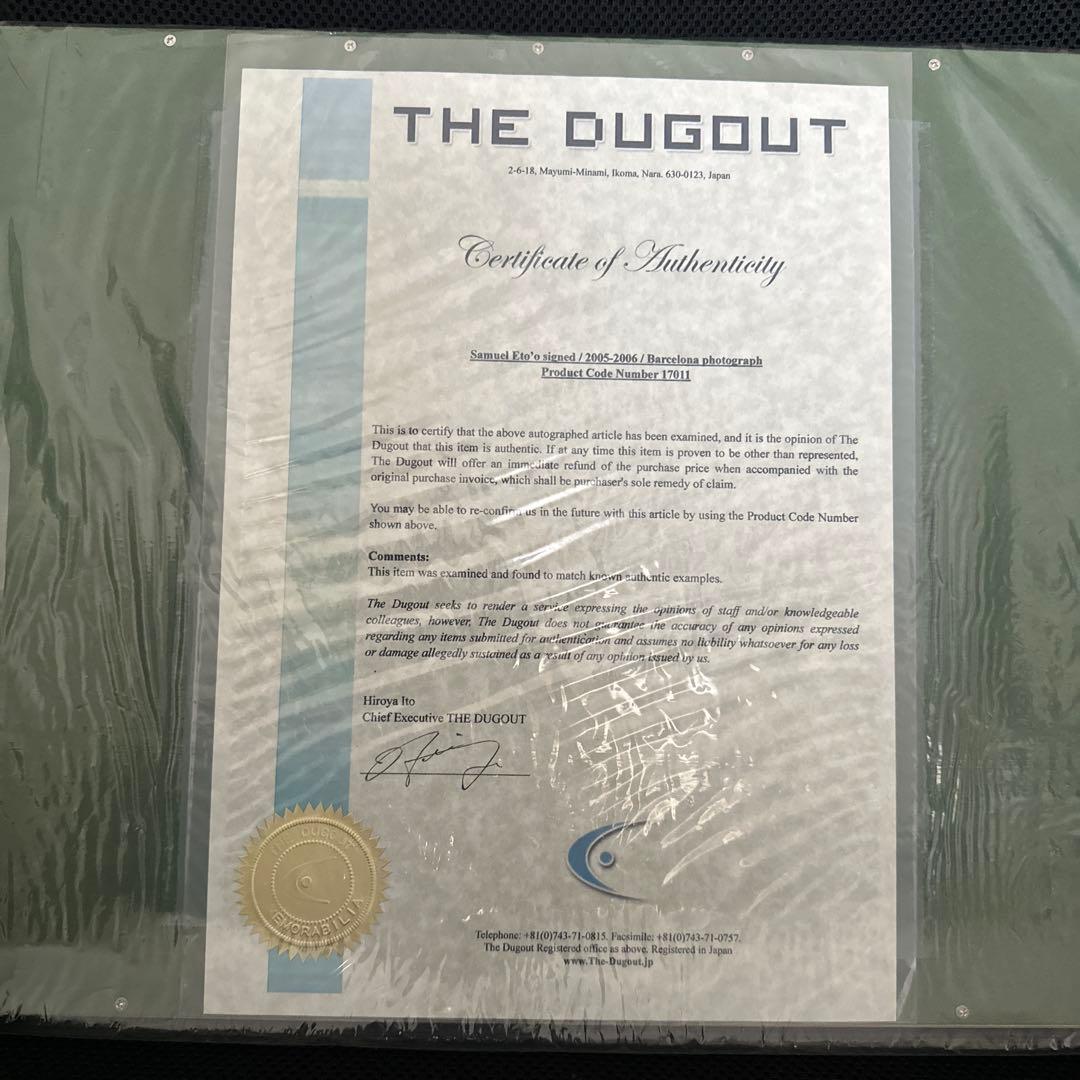 THE DUGOUT
2-6-18, Mayumi-Minami, Ikoma, Nara. 630-0123, Japan
Certificate of Authenticity
Samuel Eto'o signed / 2005-2006 / Barcelona photograph
Product Code Number 17011
This is to certify that the above autographed article has been examined, and it is the opinion of The
Dugout that this item is authentic. If at any time this item is proven to be other than represented,
The Dugout will offer an immediate refund of the purchase price when accompanied with the
original purchase invoice, which shall be purchaser's sole remedy of claim.
You may be able to re-confirm us in the future with this article by using the Product Code Number
shown above.
Comments:
This item was examined and found to match known authentic examples.
The Dugout seeks to render a service expressing the opinions of staff and/or knowledgeable
colleagues, however, The Dugout does not guarantee the accuracy of any opinions expressed
regarding any items submitted for authentication and assumes no liability whatsoever for any loss
or damage allegedly sustained as a result of any opinion issued by us.
Hiroya Ito
Chief Executive THE DUGOUT
THE DUGOUT
MEMORABILIA
Telephone: +81(0)743-71-0815. Facsimile: +81(0)743-71-0757.
The Dugout Registered office as above. Registered in Japan
www.The-Dugout.jp